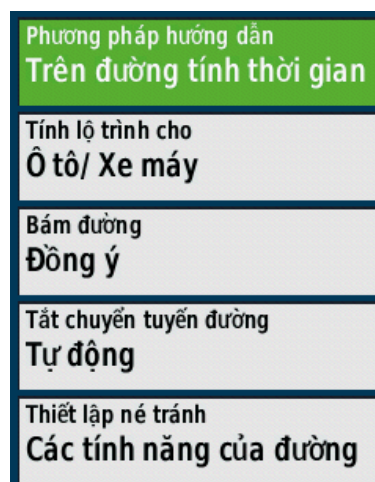 Phương pháp hướng dẫn
Trên đường tính thời gian
Tính lộ trình cho
Ô tô/ Xe máy
Bám đường
Đồng ý
Tắt chuyển tuyến đường
Tự động
Thiết lập né tránh
Các tính năng của đường